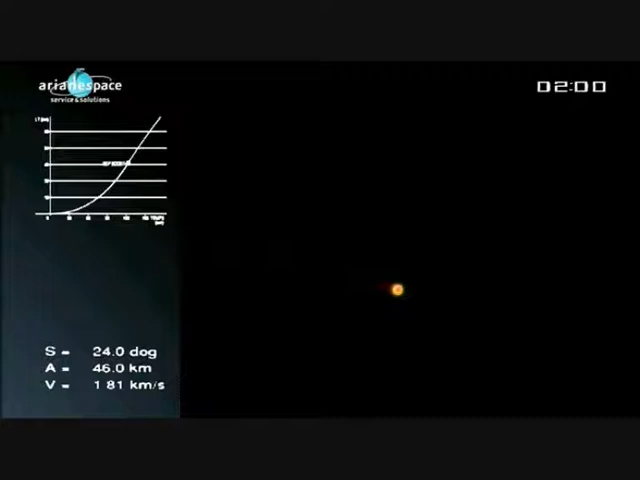 arianespace
service & solutions
02:00
S = 24.0 dog
A = 46.0 km
V = 1.81 km/s